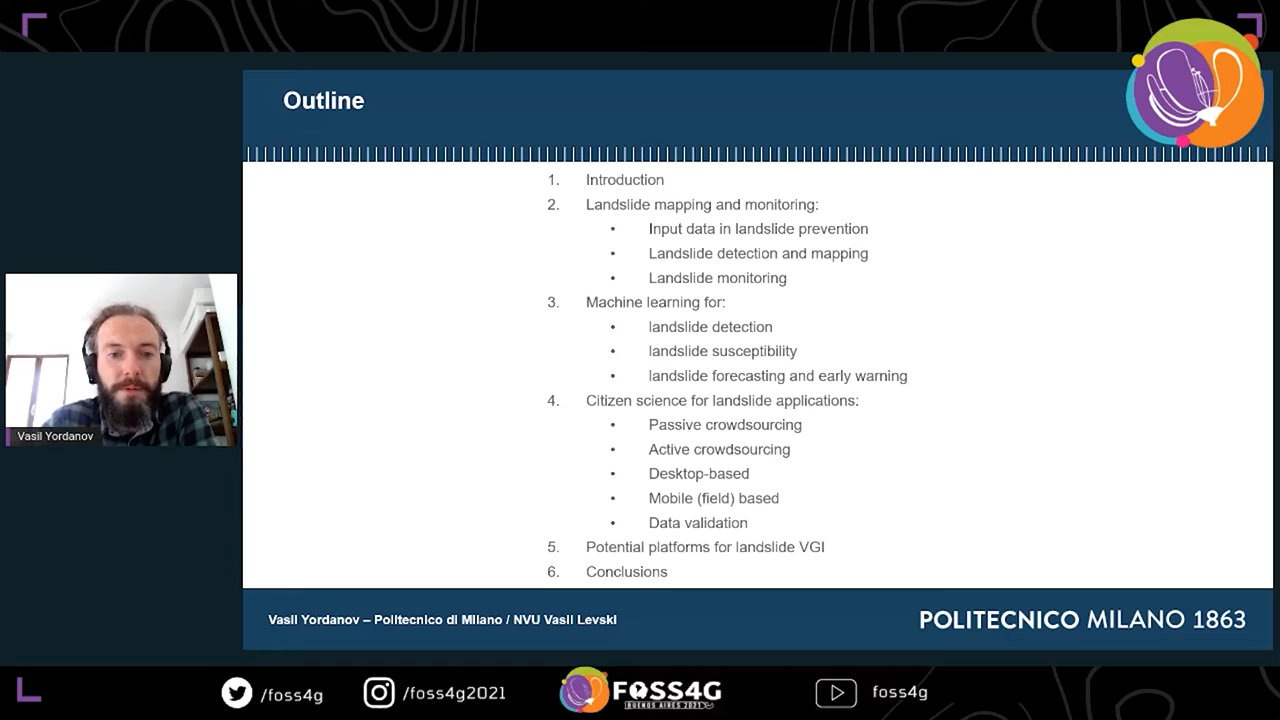 Outline
1. Introduction
2. Landslide mapping and monitoring:
• Input data in landslide prevention
• Landslide detection and mapping
• Landslide monitoring
3. Machine learning for:
• landslide detection
• landslide susceptibility
• landslide forecasting and early warning
4. Citizen science for landslide applications:
• Passive crowdsourcing
• Active crowdsourcing
• Desktop-based
• Mobile (field) based
• Data validation
5. Potential platforms for landslide VGI
6. Conclusions
Vasil Yordanov
Vasil Yordanov – Politecnico di Milano / NVU Vasil Levski
POLITECNICO MILANO 1863
/foss4g
/foss4g2021
FOSS4G
BUENOS AIRES 2021
foss4g